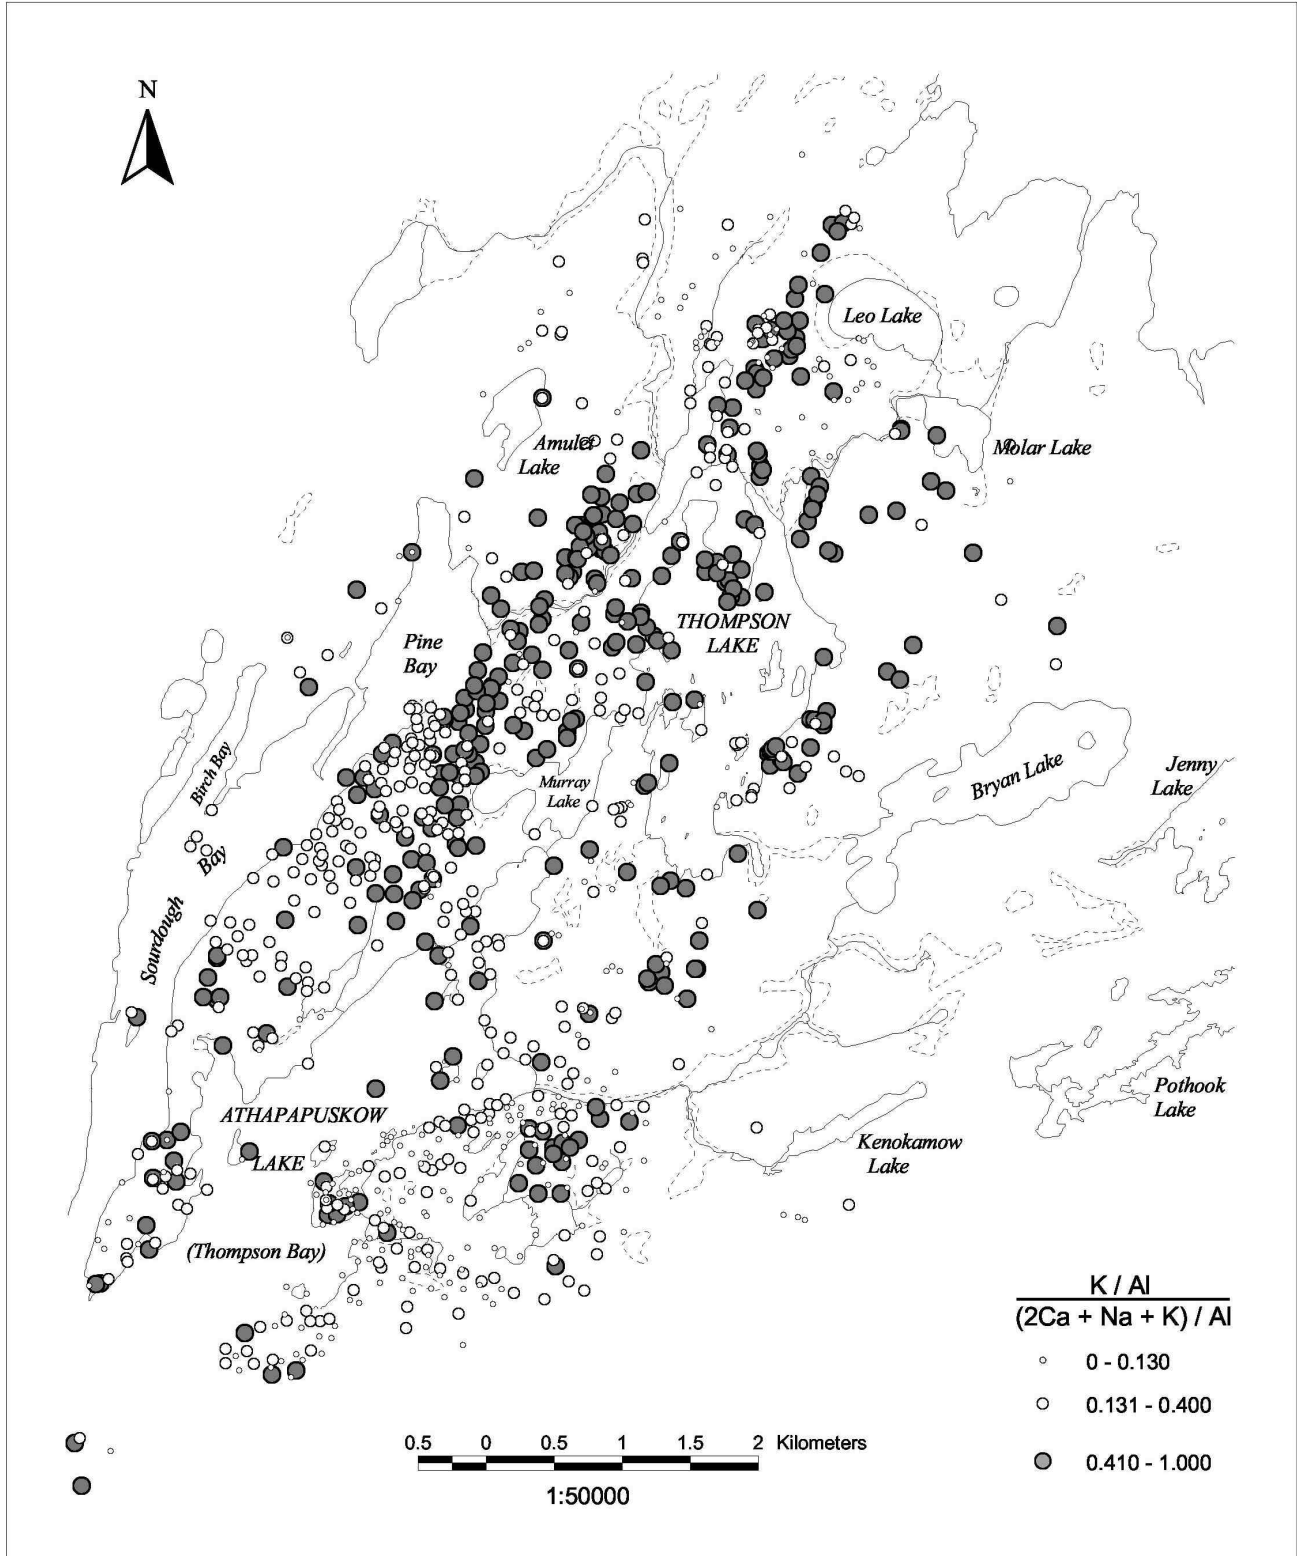 N
Leo Lake
Amulet
Lake
Molar Lake
THOMPSON
LAKE
Pine
Bay
Birch Bay
Murray
Lake
Bryan Lake
Jenny
Lake
Bay
Sourdough
ATHAPAPUSKOW
LAKE
Pothook
Lake
Kenokamow
Lake
(Thompson Bay)
K / Al
(2Ca + Na + K) / Al
0 - 0.130
0.131 - 0.400
0.410 - 1.000
0.5 0 0.5 1 1.5 2 Kilometers
1:50000